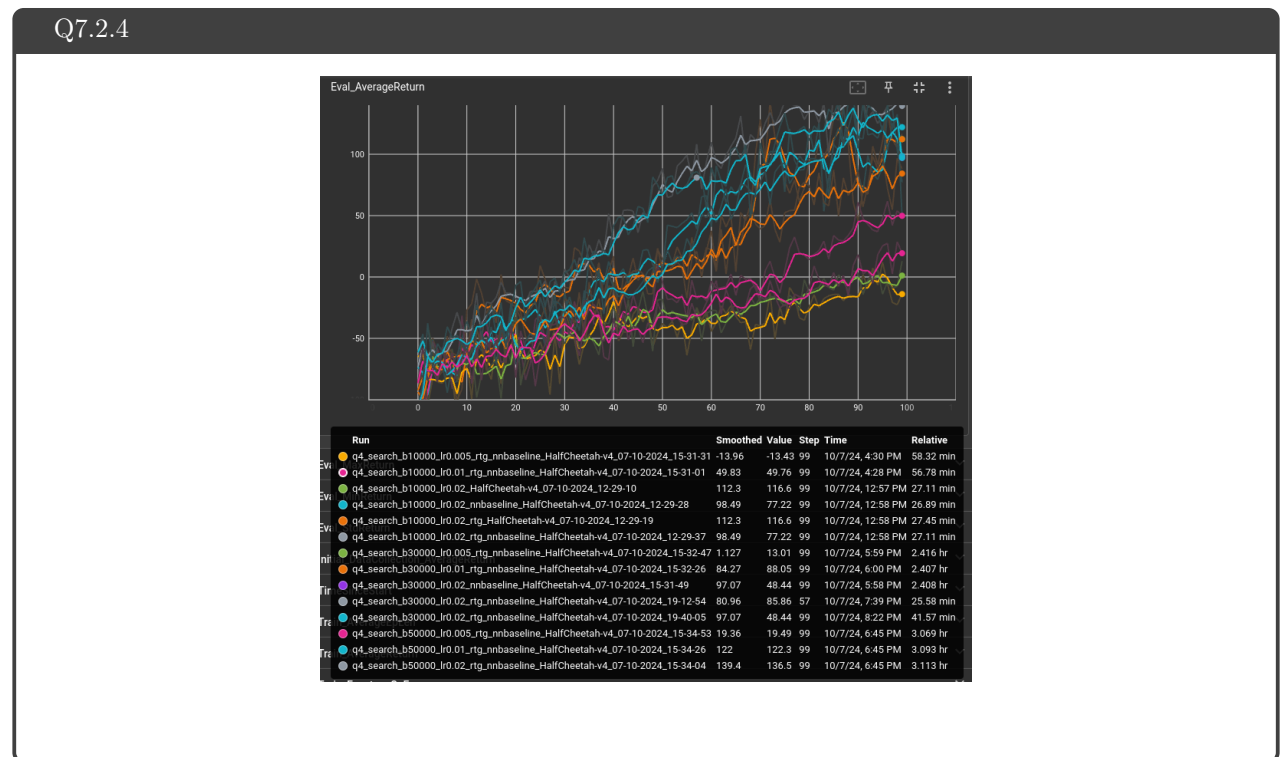 Q7.2.4
Eval_AverageReturn
100
50
0
-50
0 10 20 30 40 50 60 70 80 90 100
Run Smoothed Value Step Time Relative
q4_search_b10000_lr0.005_rtg_nnbaseline_HalfCheetah-v4_07-10-2024_15-31-31 -13.96 -13.43 99 10/7/24, 4:30 PM 58.32 min
q4_search_b10000_lr0.01_rtg_nnbaseline_HalfCheetah-v4_07-10-2024_15-31-01 49.83 49.76 99 10/7/24, 4:28 PM 56.78 min
q4_search_b10000_lr0.02_HalfCheetah-v4_07-10-2024_12-29-10 112.3 116.6 99 10/7/24, 12:57 PM 27.11 min
q4_search_b10000_lr0.02_nnbaseline_HalfCheetah-v4_07-10-2024_12-29-28 98.49 77.22 99 10/7/24, 12:58 PM 26.89 min
q4_search_b10000_lr0.02_rtg_HalfCheetah-v4_07-10-2024_12-29-19 112.3 116.6 99 10/7/24, 12:58 PM 27.45 min
q4_search_b10000_lr0.02_rtg_nnbaseline_HalfCheetah-v4_07-10-2024_12-29-37 98.49 77.22 99 10/7/24, 12:58 PM 27.11 min
q4_search_b30000_lr0.005_rtg_nnbaseline_HalfCheetah-v4_07-10-2024_15-32-47 1.127 13.01 99 10/7/24, 5:59 PM 2.416 hr
q4_search_b30000_lr0.01_rtg_nnbaseline_HalfCheetah-v4_07-10-2024_15-32-26 84.27 88.05 99 10/7/24, 6:00 PM 2.407 hr
q4_search_b30000_lr0.02_nnbaseline_HalfCheetah-v4_07-10-2024_15-31-49 97.07 48.44 99 10/7/24, 5:58 PM 2.408 hr
q4_search_b30000_lr0.02_rtg_nnbaseline_HalfCheetah-v4_07-10-2024_19-12-54 80.96 85.86 57 10/7/24, 7:39 PM 25.58 min
q4_search_b30000_lr0.02_rtg_nnbaseline_HalfCheetah-v4_07-10-2024_19-40-05 97.07 48.44 99 10/7/24, 8:22 PM 41.57 min
q4_search_b50000_lr0.005_rtg_nnbaseline_HalfCheetah-v4_07-10-2024_15-34-53 19.36 19.49 99 10/7/24, 6:45 PM 3.069 hr
q4_search_b50000_lr0.01_rtg_nnbaseline_HalfCheetah-v4_07-10-2024_15-34-26 122 122.3 99 10/7/24, 6:45 PM 3.093 hr
q4_search_b50000_lr0.02_rtg_nnbaseline_HalfCheetah-v4_07-10-2024_15-34-04 139.4 136.5 99 10/7/24, 6:45 PM 3.113 hr